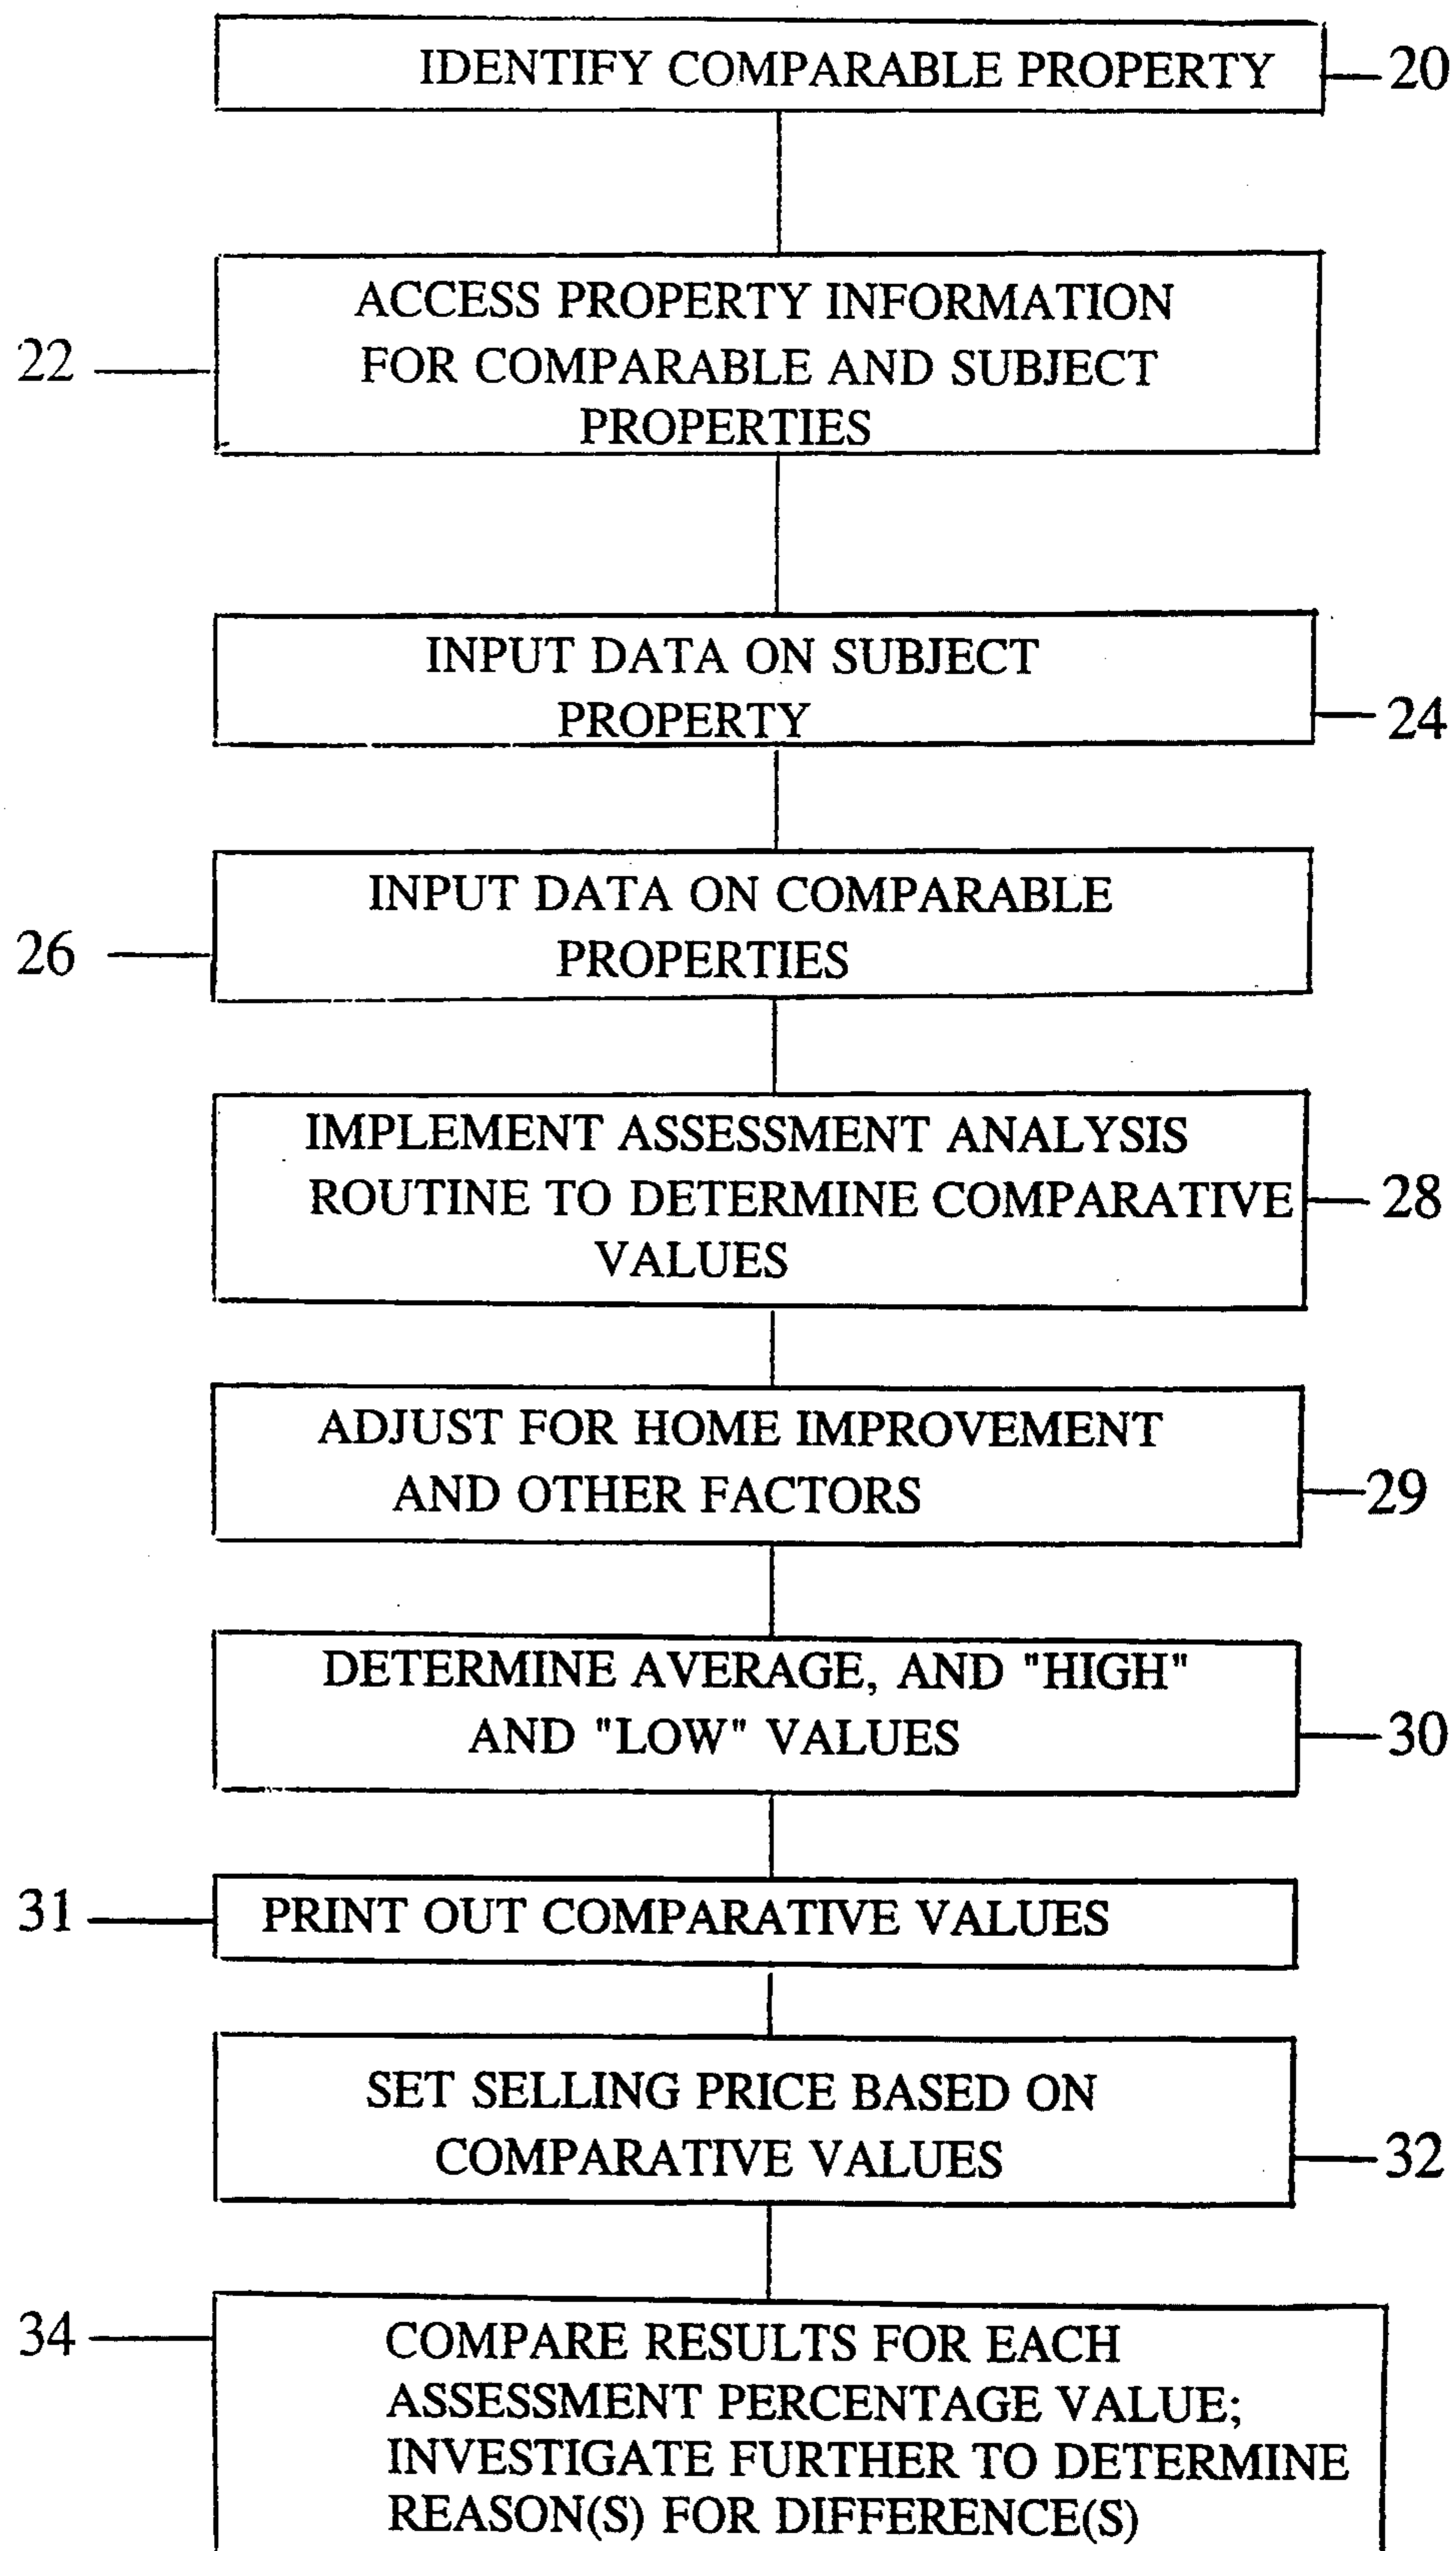 IDENTIFY COMPARABLE PROPERTY
20
ACCESS PROPERTY INFORMATION
FOR COMPARABLE AND SUBJECT
PROPERTIES
22
INPUT DATA ON SUBJECT
PROPERTY
24
INPUT DATA ON COMPARABLE
PROPERTIES
26
IMPLEMENT ASSESSMENT ANALYSIS
ROUTINE TO DETERMINE COMPARATIVE
VALUES
28
ADJUST FOR HOME IMPROVEMENT
AND OTHER FACTORS
29
DETERMINE AVERAGE, AND "HIGH"
AND "LOW" VALUES
30
31
PRINT OUT COMPARATIVE VALUES
SET SELLING PRICE BASED ON
COMPARATIVE VALUES
32
34
COMPARE RESULTS FOR EACH
ASSESSMENT PERCENTAGE VALUE;
INVESTIGATE FURTHER TO DETERMINE
REASON(S) FOR DIFFERENCE(S)